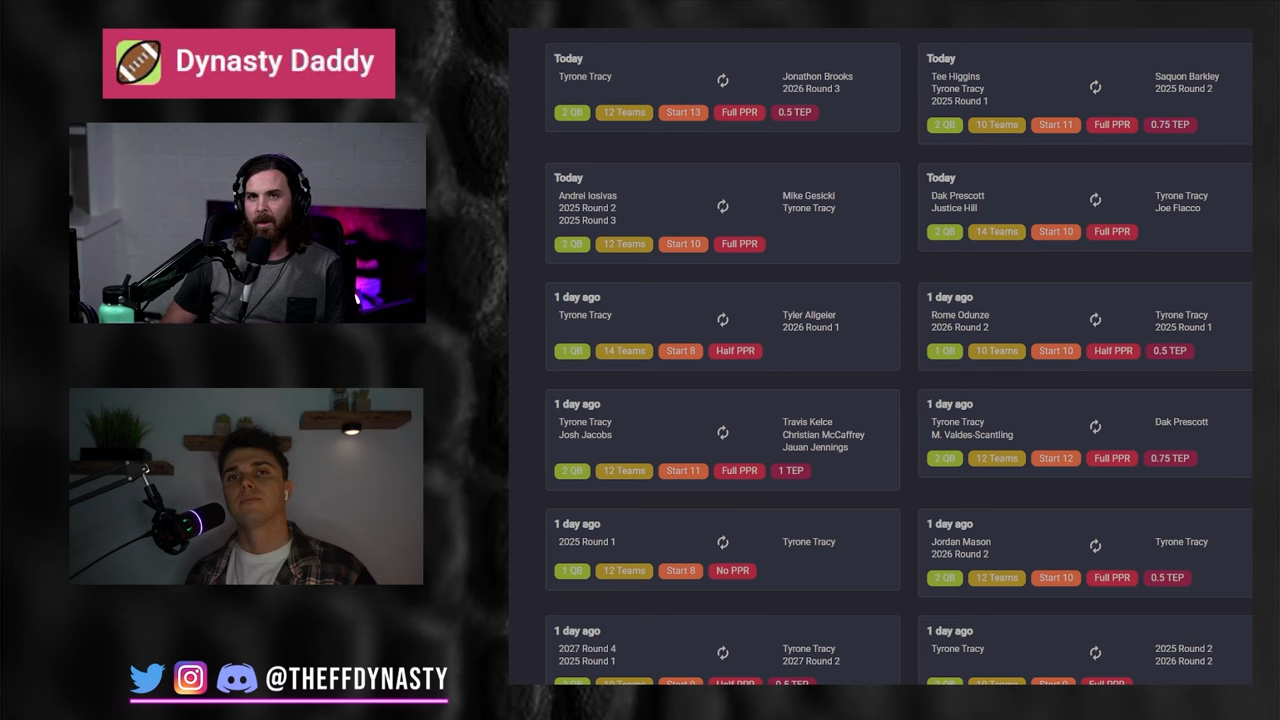 Dynasty Daddy
@THEFFDYNASTY
Today
Tyrone Tracy
Jonathon Brooks
2026 Round 3
2 QB 12 Teams Start 13 Full PPR 0.5 TEP
Today
Tee Higgins
Tyrone Tracy
2025 Round 1
Saquon Barkley
2025 Round 2
2 QB 10 Teams Start 11 Full PPR 0.75 TEP
Today
Andrei Iosivas
2025 Round 2
2025 Round 3
Mike Gesicki
Tyrone Tracy
2 QB 12 Teams Start 10 Full PPR
Today
Dak Prescott
Justice Hill
Tyrone Tracy
Joe Flacco
2 QB 14 Teams Start 10 Full PPR
1 day ago
Tyrone Tracy
Tyler Allgeier
2026 Round 1
1 QB 14 Teams Start 8 Half PPR
1 day ago
Rome Odunze
2026 Round 2
Tyrone Tracy
2025 Round 1
1 QB 10 Teams Start 10 Half PPR 0.5 TEP
1 day ago
Tyrone Tracy
Josh Jacobs
Travis Kelce
Christian McCaffrey
Jauan Jennings
2 QB 12 Teams Start 11 Full PPR 1 TEP
1 day ago
Tyrone Tracy
M. Valdes-Scantling
Dak Prescott
2 QB 12 Teams Start 12 Full PPR 0.75 TEP
1 day ago
2025 Round 1
Tyrone Tracy
1 QB 12 Teams Start 8 No PPR
1 day ago
Jordan Mason
2026 Round 2
Tyrone Tracy
2 QB 12 Teams Start 10 Full PPR 0.5 TEP
1 day ago
2027 Round 4
2025 Round 1
Tyrone Tracy
2027 Round 2
Half PPR 0.5 TEP
1 day ago
Tyrone Tracy
2025 Round 2
2026 Round 2
Full PPR